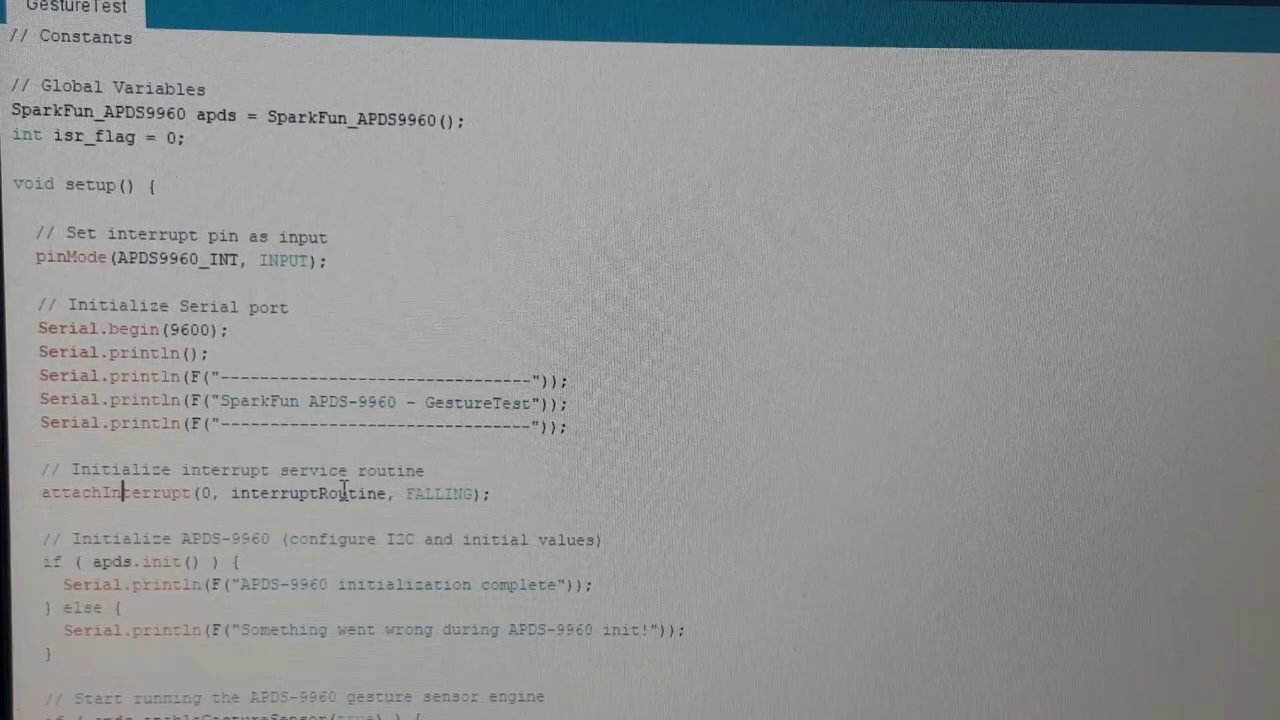 GestureTest
// Constants
// Global Variables
SparkFun_APDS9960 apds = SparkFun_APDS9960();
int isr_flag = 0;
void setup() {
// Set interrupt pin as input
pinMode(APDS9960_INT, INPUT);
// Initialize Serial port
Serial.begin(9600);
Serial.println();
Serial.println(F("--------------------------------"));
Serial.println(F("SparkFun APDS-9960 - GestureTest"));
Serial.println(F("--------------------------------"));
// Initialize interrupt service routine
attachInterrupt(0, interruptRoutine, FALLING);
// Initialize APDS-9960 (configure I2C and initial values)
if ( apds.init() ) {
Serial.println(F("APDS-9960 initialization complete"));
} else {
Serial.println(F("Something went wrong during APDS-9960 init!"));
}
// Start running the APDS-9960 gesture sensor engine
if ( apds.enableGestureSensor(true) ) {